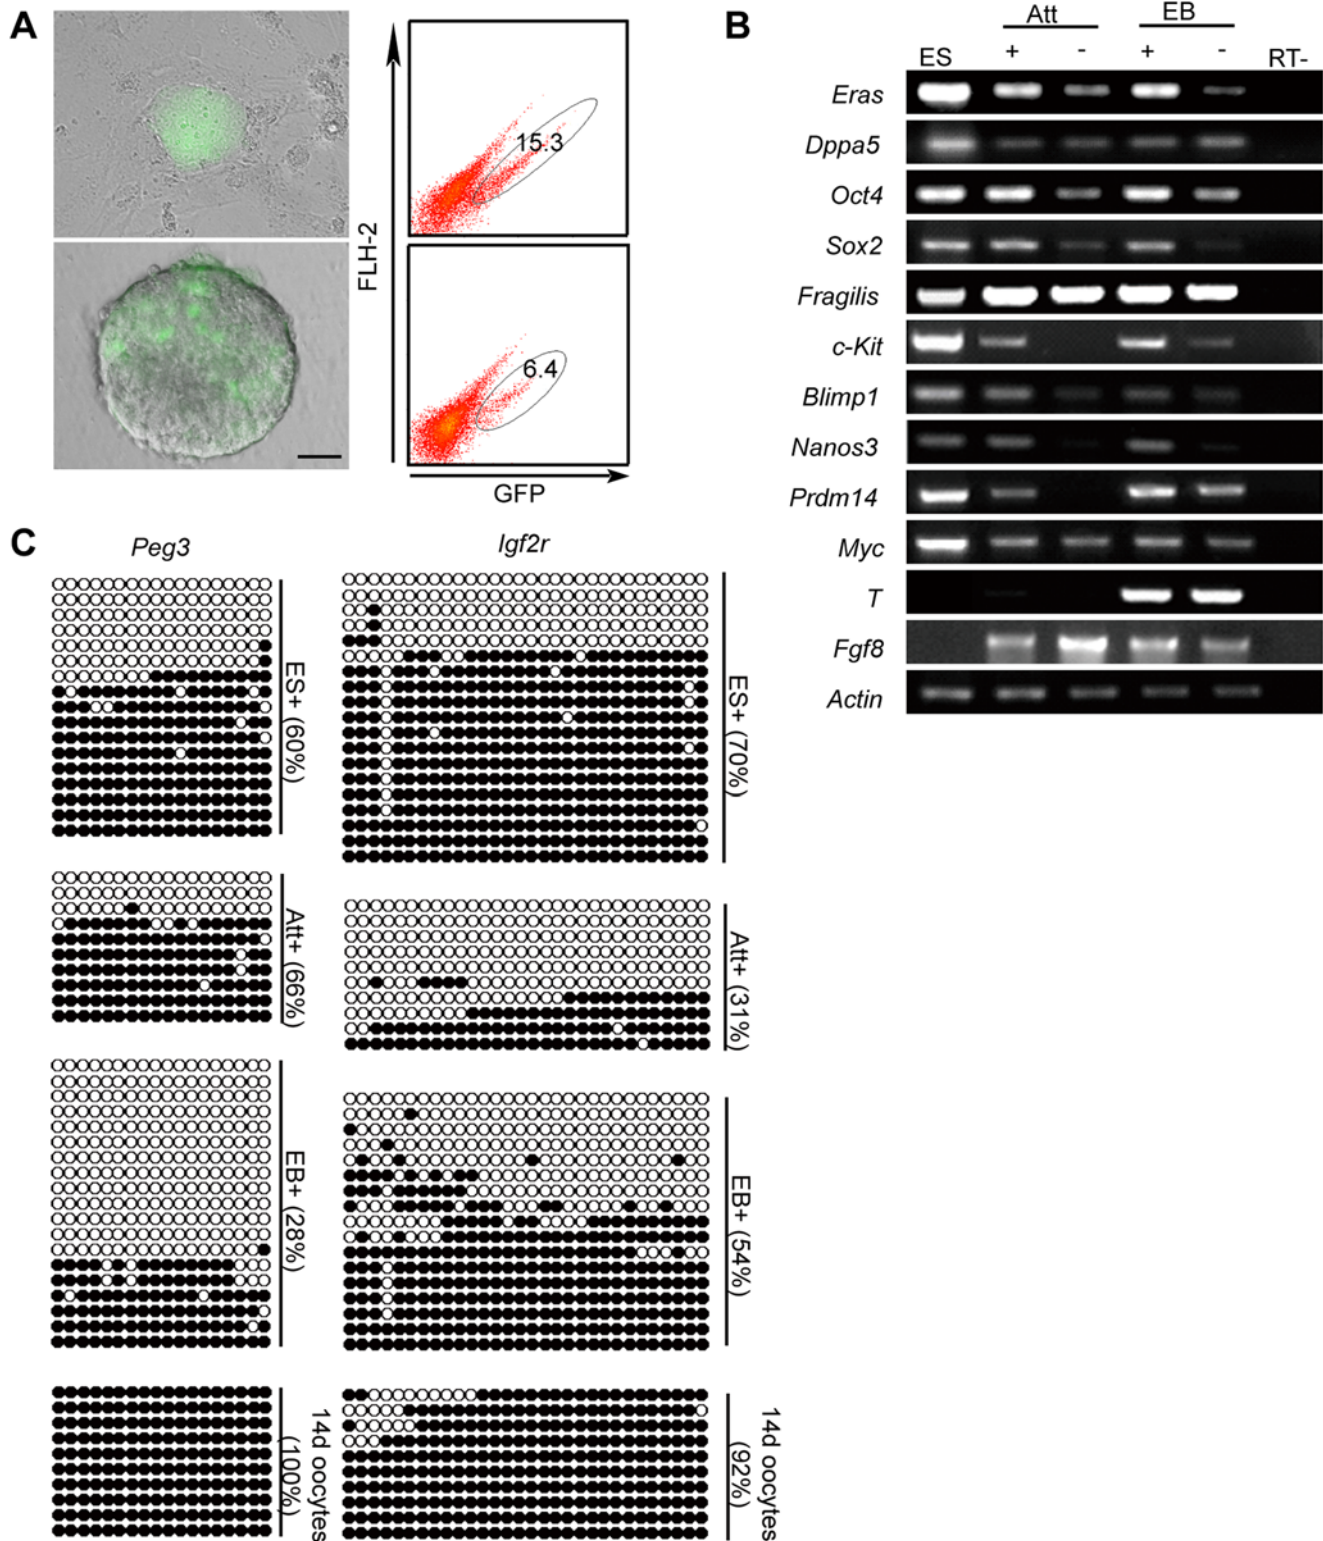 A
FLH-2
15.3
6.4
GFP
B
Att
EB
ES
+
-
+
-
RT-
Eras
Dppa5
Oct4
Sox2
Fragilis
c-Kit
Blimp1
Nanos3
Prdm14
Myc
T
Fgf8
Actin
C
Peg3
Igf2r
ES+ (60%)
ES+ (70%)
Att+ (66%)
Att+ (31%)
EB+ (28%)
EB+ (54%)
14d oocytes
(100%)
14d oocytes
(92%)